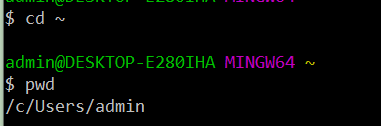 $ cd ~
admin@DESKTOP-E280IHA MINGW64 ~
$ pwd
/c/Users/admin